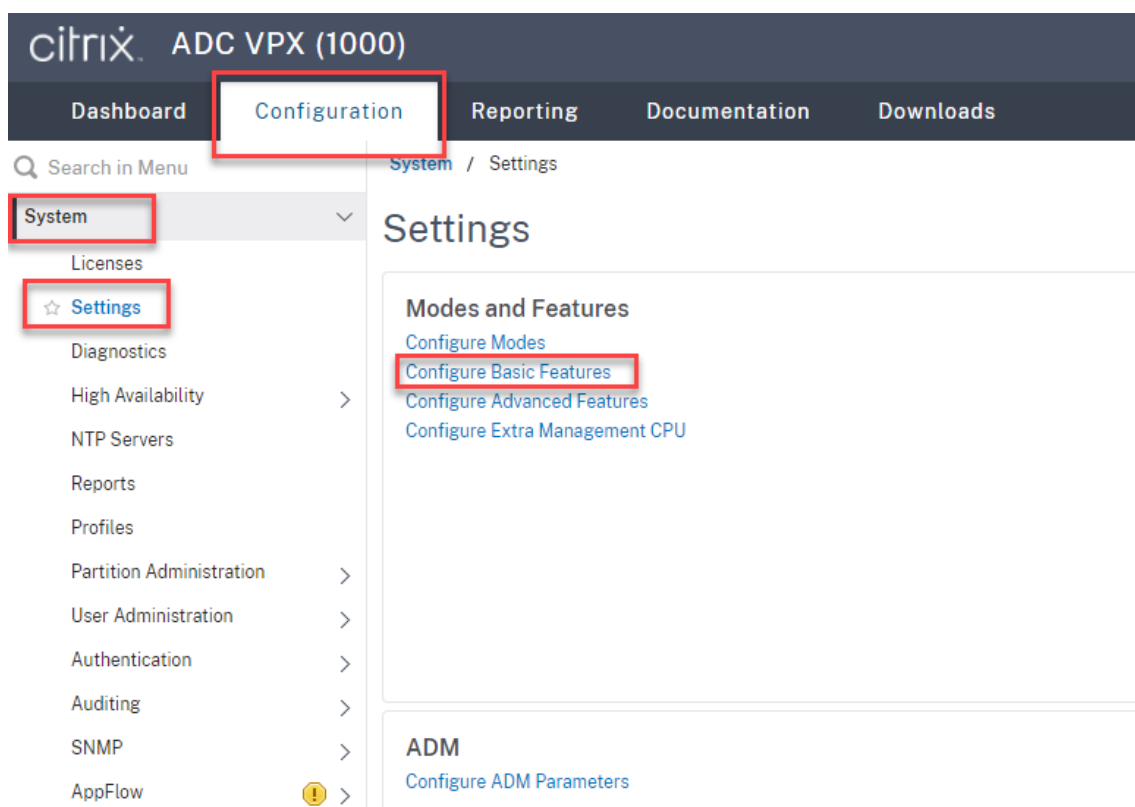 citrix. ADC VPX (1000)
Dashboard Configuration Reporting Documentation Downloads
Search in Menu
System
Licenses
Settings
Diagnostics
High Availability
NTP Servers
Reports
Profiles
Partition Administration
User Administration
Authentication
Auditing
SNMP
AppFlow
System / Settings
Settings
Modes and Features
Configure Modes
Configure Basic Features
Configure Advanced Features
Configure Extra Management CPU
ADM
Configure ADM Parameters